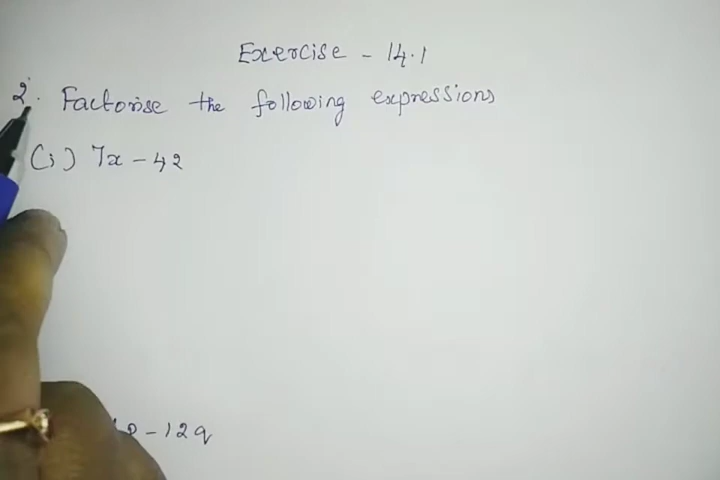 Exercise - 14.1
2. Factorise the following expressions
(i) 7x - 42
p - 12q